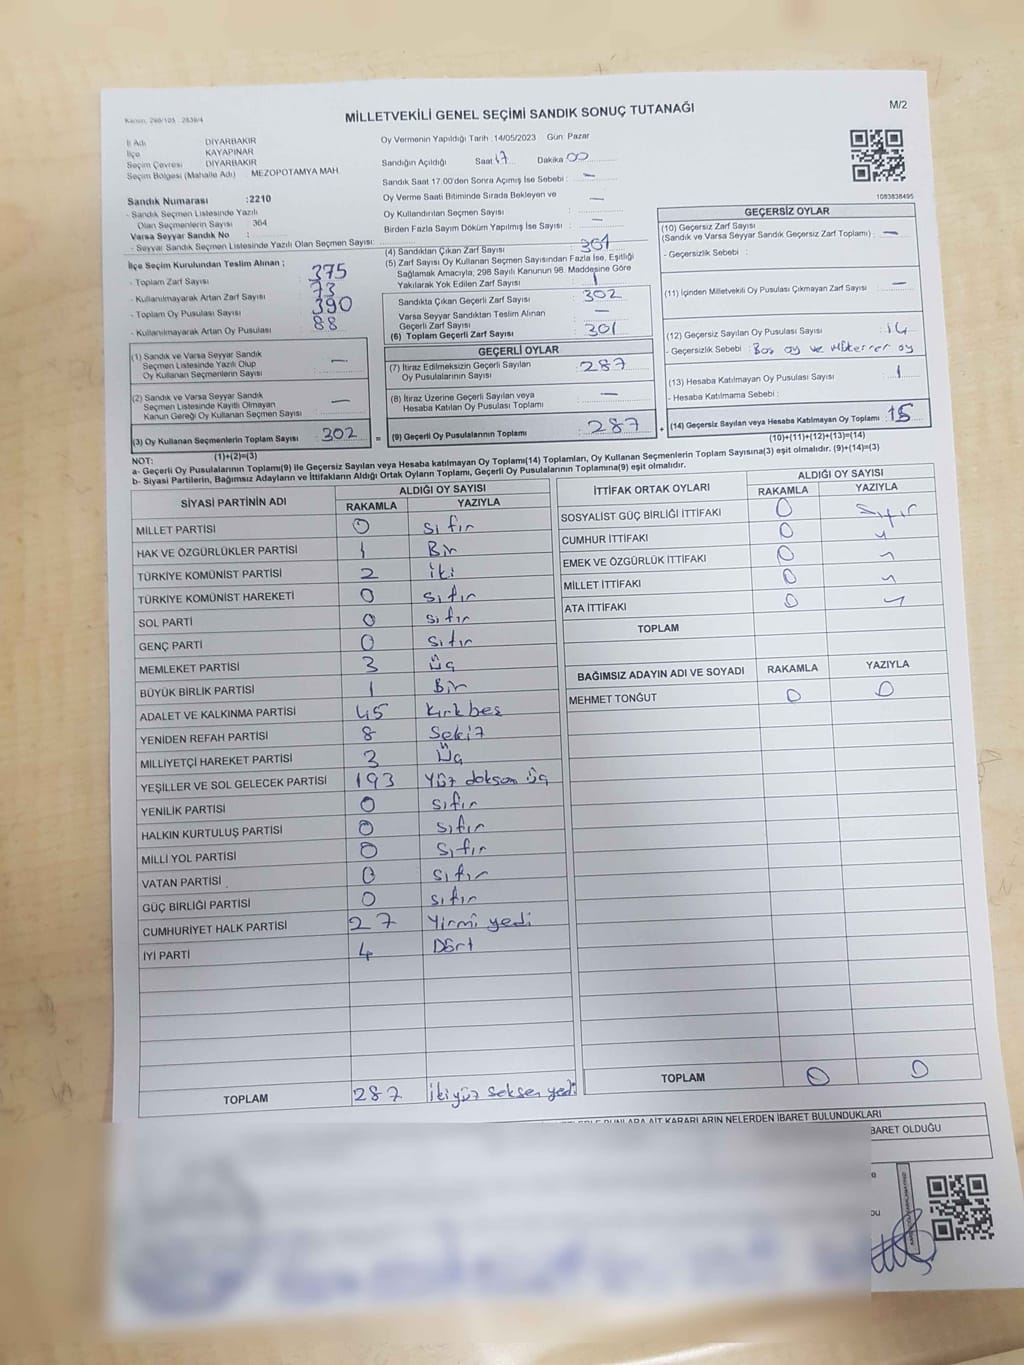 Kanun, 298/105 - 2839/4
MİLLETVEKİLİ GENEL SEÇİMİ SANDIK SONUÇ TUTANAĞI
M/2
İl Adı DİYARBAKIR
İlçe KAYAPINAR
Seçim Çevresi DİYARBAKIR
Seçim Bölgesi (Mahalle Adı) MEZOPOTAMYA MAH.
Oy Vermenin Yapıldığı Tarih : 14/05/2023 Gün: Pazar
Sandığın Açıldığı Saat 17 Dakika 00
Sandık Saat 17:00'den Sonra Açımış İse Sebebi : —
Oy Verme Saati Bitiminde Sırada Bekleyen ve
Oy Kullandırılan Seçmen Sayısı : —
Birden Fazla Sayım Döküm Yapılmış İse Sayısı : —
1083838495
Sandık Numarası :2210
- Sandık Seçmen Listesinde Yazılı
Olan Seçmenlerin Sayısı : 364
Varsa Seyyar Sandık No :
- Seyyar Sandık Seçmen Listesinde Yazılı Olan Seçmen Sayısı:
İlçe Seçim Kurulundan Teslim Alınan ;
- Toplam Zarf Sayısı : 375
- Kullanılmayarak Artan Zarf Sayısı : 73
- Toplam Oy Pusulası Sayısı : 390
- Kullanılmayarak Artan Oy Pusulası : 88
(1) Sandık ve Varsa Seyyar Sandık
Seçmen Listesinde Yazılı Olup
Oy Kullanan Seçmenlerin Sayısı : —
(2) Sandık ve Varsa Seyyar Sandık
Seçmen Listesinde Kayıtlı Olmayan
Kanun Gereği Oy Kullanan Seçmen Sayısı : —
(3) Oy Kullanan Seçmenlerin Toplam Sayısı : 302
(1)+(2)=(3)
(4) Sandıktan Çıkan Zarf Sayısı :
(5) Zarf Sayısı Oy Kullanan Seçmen Sayısından Fazla İse, Eşitliği
Sağlamak Amacıyla, 298 Sayılı Kanunun 98. Maddesine Göre
Yakılarak Yok Edilen Zarf Sayısı : 1
Sandıkta Çıkan Geçerli Zarf Sayısı : 302
Varsa Seyyar Sandıktan Teslim Alınan
Geçerli Zarf Sayısı : —
(6) Toplam Geçerli Zarf Sayısı : 301
GEÇERLİ OYLAR
(7) İtiraz Edilmeksizin Geçerli Sayılan
Oy Pusulalarının Sayısı : 287
(8) İtiraz Üzerine Geçerli Sayılan veya
Hesaba Katılan Oy Pusulası Toplamı : —
= (9) Geçerli Oy Pusulalarının Toplamı : 287 +
GEÇERSİZ OYLAR
(10) Geçersiz Zarf Sayısı
(Sandık ve Varsa Seyyar Sandık Geçersiz Zarf Toplamı) : —
- Geçersizlik Sebebi :
(11) İçinden Milletvekili Oy Pusulası Çıkmayan Zarf Sayısı : —
(12) Geçersiz Sayılan Oy Pusulası Sayısı : 14
- Geçersizlik Sebebi : Boş oy ve Mükerrer oy
(13) Hesaba Katılmayan Oy Pusulası Sayısı : 1
- Hesaba Katılmama Sebebi :
(14) Geçersiz Sayılan veya Hesaba Katılmayan Oy Toplamı : 15
(10)+(11)+(12)+(13)=(14)
NOT:
a- Geçerli Oy Pusulalarının Toplamı(9) ile Geçersiz Sayılan veya Hesaba katılmayan Oy Toplamı(14) Toplamları, Oy Kullanan Seçmenlerin Toplam Sayısına(3) eşit olmalıdır. (9)+(14)=(3)
b- Siyasi Partilerin, Bağımsız Adayların ve İttifakların Aldığı Ortak Oyların Toplamı, Geçerli Oy Pusulalarının Toplamına(9) eşit olmalıdır.
SİYASİ PARTİNİN ADI ALDIĞI OY SAYISI
RAKAMLA YAZIYLA
MİLLET PARTİSİ 0 sıfır
HAK VE ÖZGÜRLÜKLER PARTİSİ 1 Bir
TÜRKİYE KOMÜNİST PARTİSİ 2 iki
TÜRKİYE KOMÜNİST HAREKETİ 0 sıfır
SOL PARTİ 0 sıfır
GENÇ PARTİ 0 sıfır
MEMLEKET PARTİSİ 3 Üç
BÜYÜK BİRLİK PARTİSİ 1 Bir
ADALET VE KALKINMA PARTİSİ 45 Kırkbeş
YENİDEN REFAH PARTİSİ 8 Sekiz
MİLLİYETÇİ HAREKET PARTİSİ 3 Üç
YEŞİLLER VE SOL GELECEK PARTİSİ 193 Yüz doksan üç
YENİLİK PARTİSİ 0 sıfır
HALKIN KURTULUŞ PARTİSİ 0 sıfır
MİLLİ YOL PARTİSİ 0 sıfır
VATAN PARTİSİ 0 sıfır
GÜÇ BİRLİĞİ PARTİSİ 0 sıfır
CUMHURİYET HALK PARTİSİ 27 Yirmi yedi
İYİ PARTİ 4 Dört
TOPLAM 287 ikiyüz seksen yedi
İTTİFAK ORTAK OYLARI ALDIĞI OY SAYISI
RAKAMLA YAZIYLA
SOSYALİST GÜÇ BİRLİĞİ İTTİFAKI 0 Sıfır
CUMHUR İTTİFAKI 0
EMEK VE ÖZGÜRLÜK İTTİFAKI 0
MİLLET İTTİFAKI 0
ATA İTTİFAKI 0
TOPLAM
BAĞIMSIZ ADAYIN ADI VE SOYADI RAKAMLA YAZIYLA
MEHMET TONĞUT 0 0
TOPLAM 0 0
AİT KARARLARIN NELERDEN İBARET BULUNDUKLARI
BARET OLDUĞU